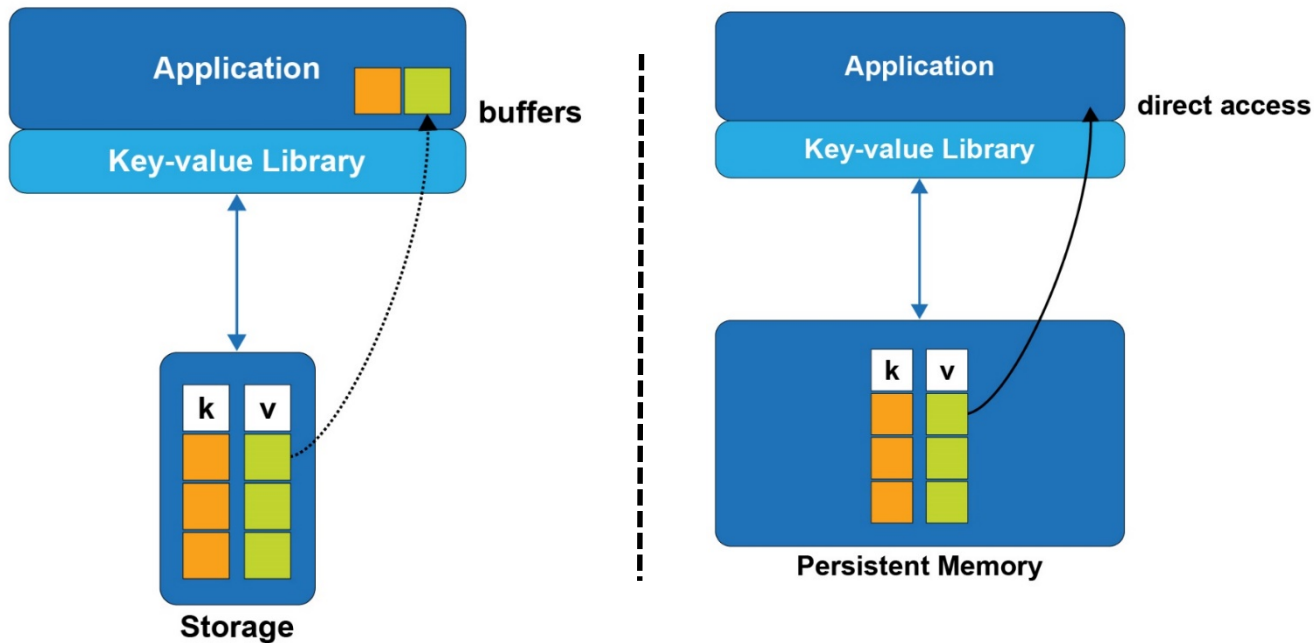 Application
buffers
Key-value Library
k v
Storage
Application
direct access
Key-value Library
k v
Persistent Memory